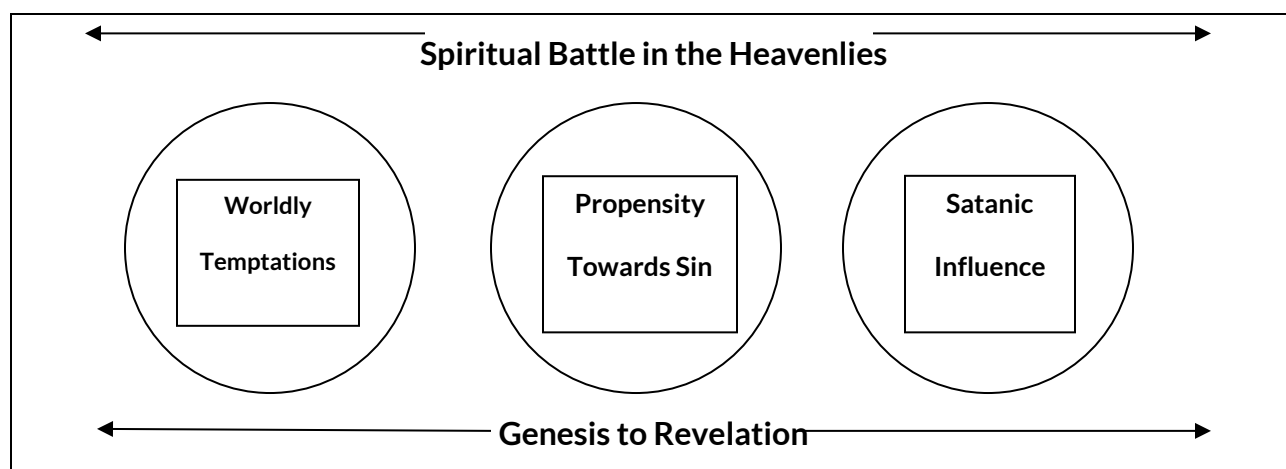 Spiritual Battle in the Heavenlies
Worldly
Temptations
Propensity
Towards Sin
Satanic
Influence
Genesis to Revelation